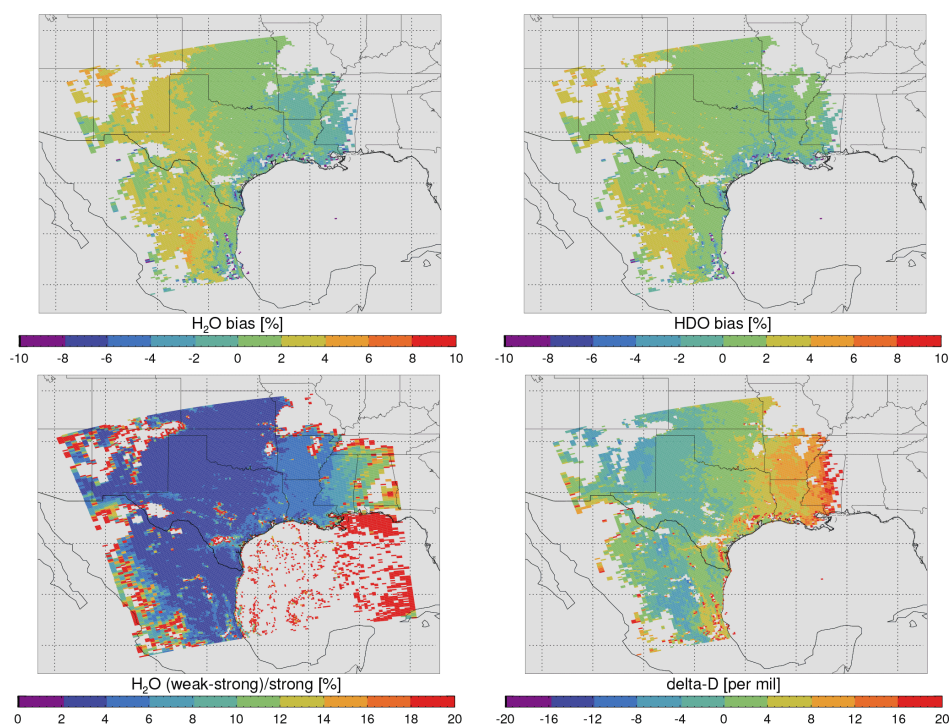 H₂O bias [%]
-10 -8 -6 -4 -2 0 2 4 6 8 10
HDO bias [%]
-10 -8 -6 -4 -2 0 2 4 6 8 10
H₂O (weak-strong)/strong [%]
0 2 4 6 8 10 12 14 16 18 20
delta-D [per mil]
-20 -16 -12 -8 -4 0 4 8 12 16 20